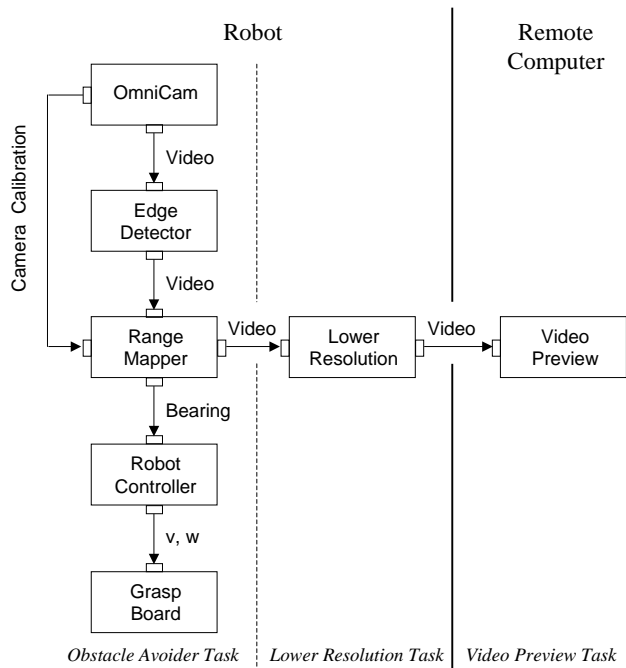 Robot
Remote
Computer
OmniCam
Camera Calibration
Video
Edge
Detector
Video
Range
Mapper
Video
Lower
Resolution
Video
Video
Preview
Bearing
Robot
Controller
v, w
Grasp
Board
Obstacle Avoider Task
Lower Resolution Task
Video Preview Task